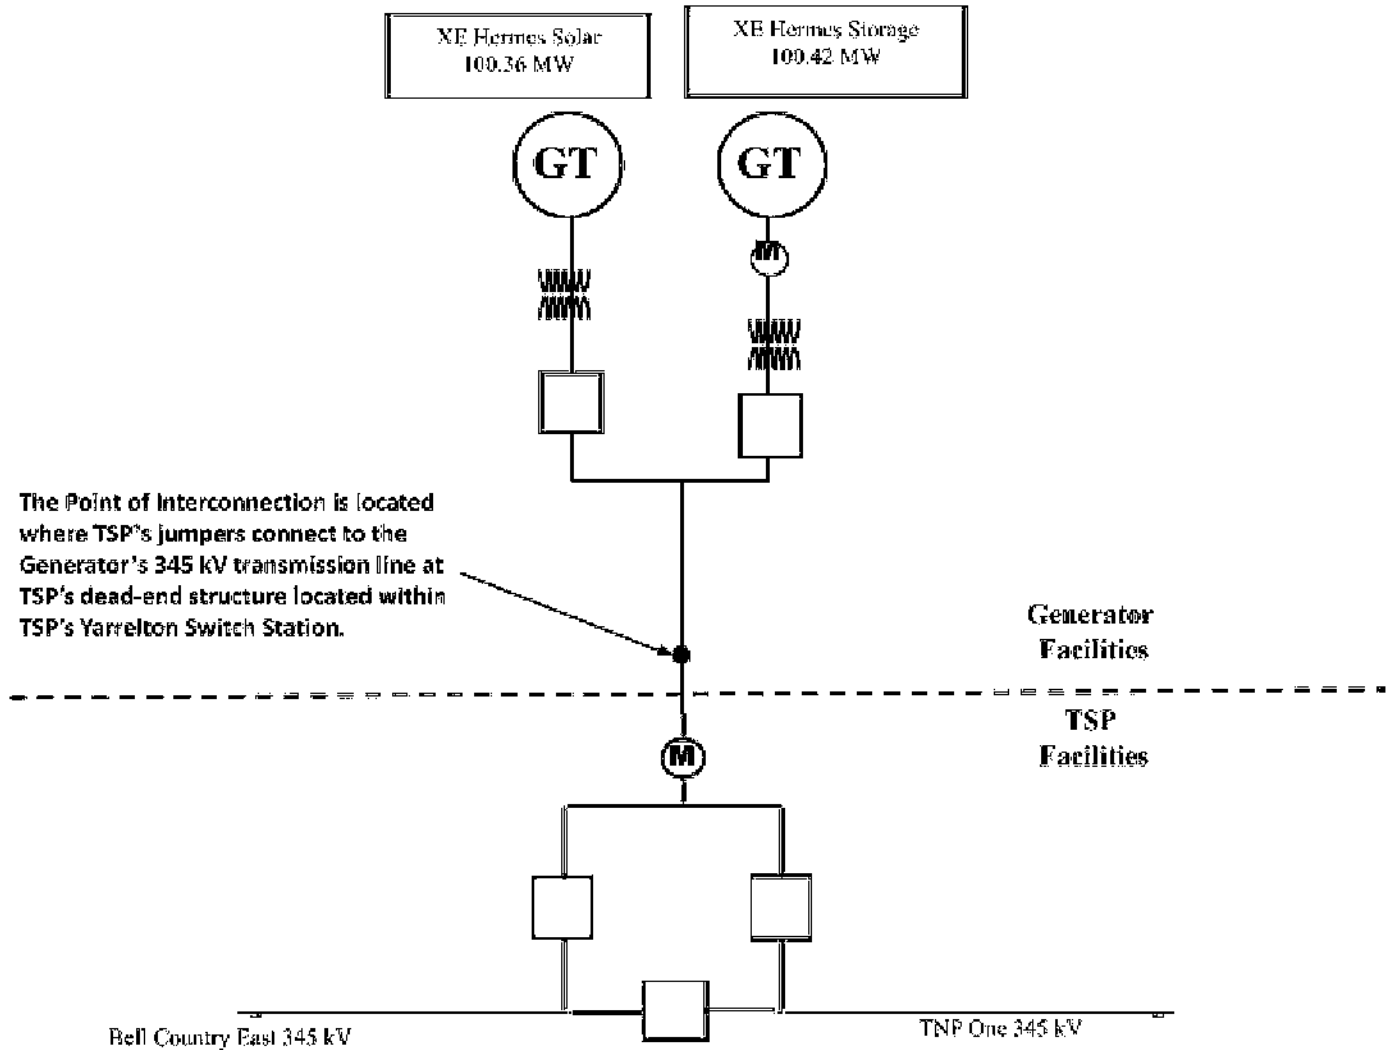 XE Hermes Solar
100.36 MW
XE Hermes Storage
100.42 MW
GT
GT
M
The Point of Interconnection is located
where TSP's jumpers connect to the
Generator's 345 kV transmission line at
TSP's dead-end structure located within
TSP's Yarrelton Switch Station.
Generator
Facilities
TSP
Facilities
M
Bell Country East 345 kV
TNP One 345 kV